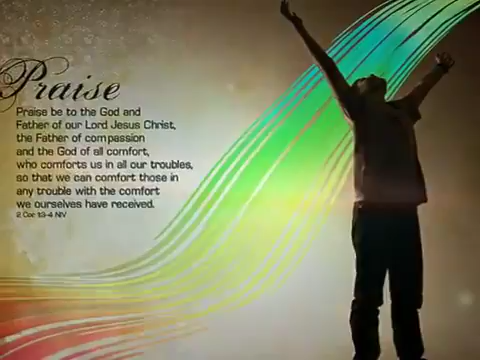 Praise
Praise be to the God and
Father of our Lord Jesus Christ,
the Father of compassion
and the God of all comfort,
who comforts us in all our troubles,
so that we can comfort those in
any trouble with the comfort
we ourselves have received.
2 Cor 1:3-4 NIV